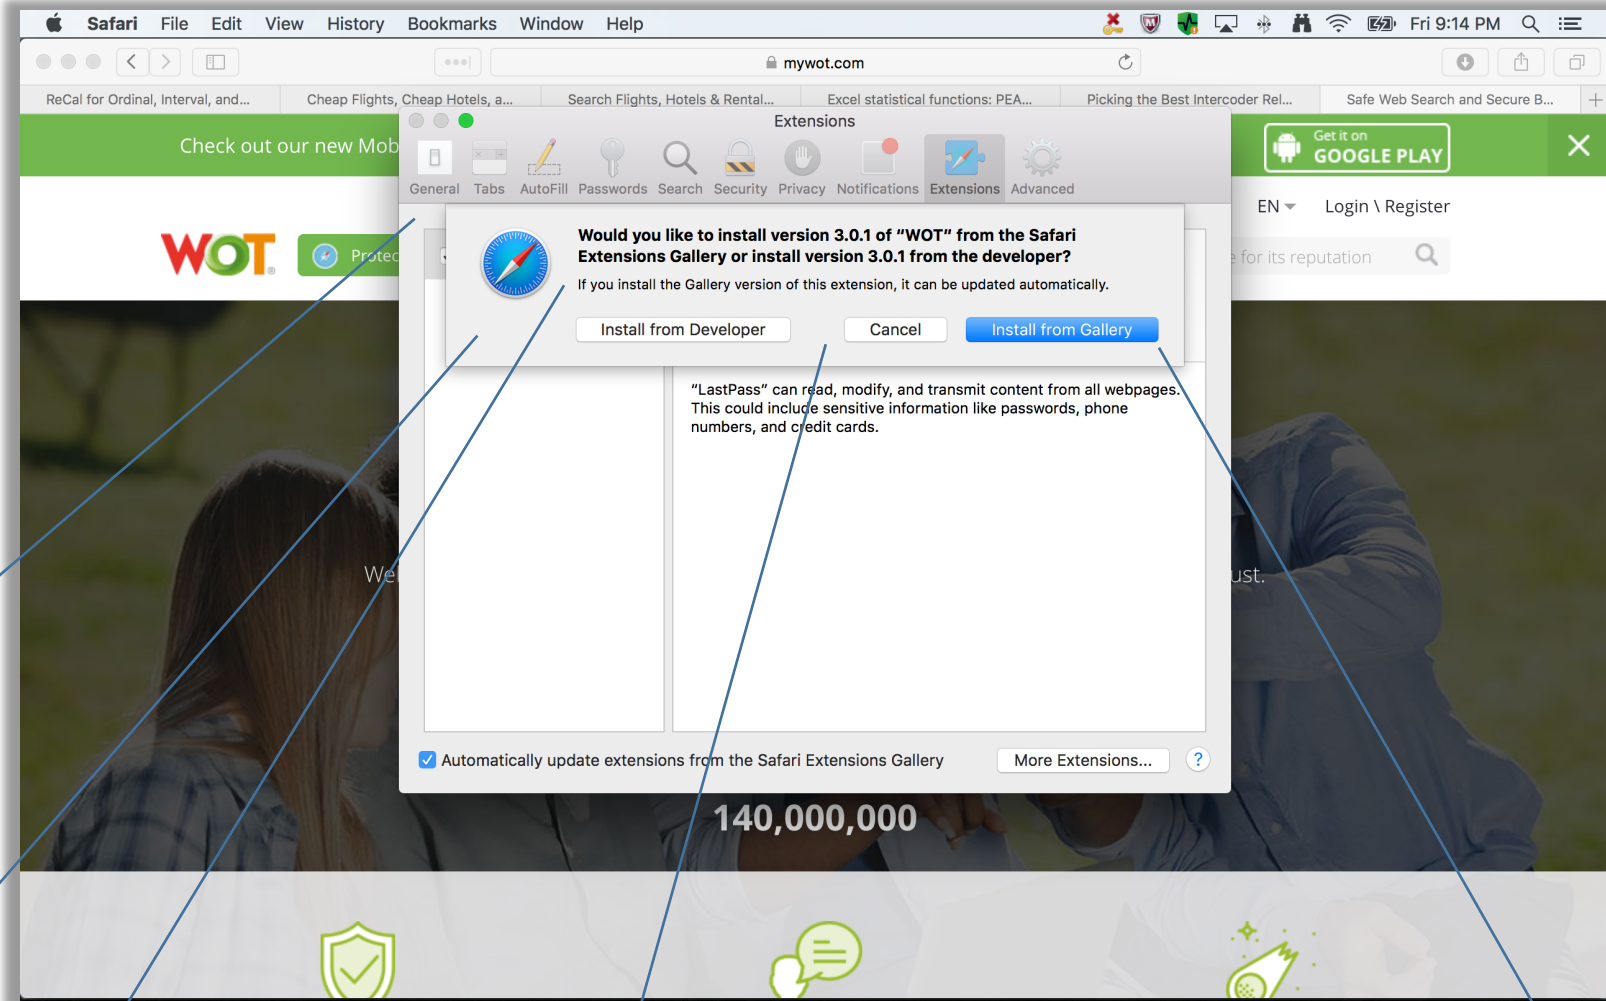 Safari File Edit View History Bookmarks Window Help
Fri 9:14 PM
mywot.com
ReCal for Ordinal, Interval, and...
Cheap Flights, Cheap Hotels, a...
Search Flights, Hotels & Rental...
Excel statistical functions: PEA...
Picking the Best Intercoder Rel...
Safe Web Search and Secure B...
Check out our new Mob
Extensions
Get it on
GOOGLE PLAY
General Tabs AutoFill Passwords Search Security Privacy Notifications Extensions Advanced
EN
Login \ Register
WOT
Protec
for its reputation
Would you like to install version 3.0.1 of “WOT” from the Safari
Extensions Gallery or install version 3.0.1 from the developer?
If you install the Gallery version of this extension, it can be updated automatically.
Install from Developer
Cancel
Install from Gallery
“LastPass” can read, modify, and transmit content from all webpages.
This could include sensitive information like passwords, phone
numbers, and credit cards.
We
ust.
Automatically update extensions from the Safari Extensions Gallery
More Extensions...
?
140,000,000